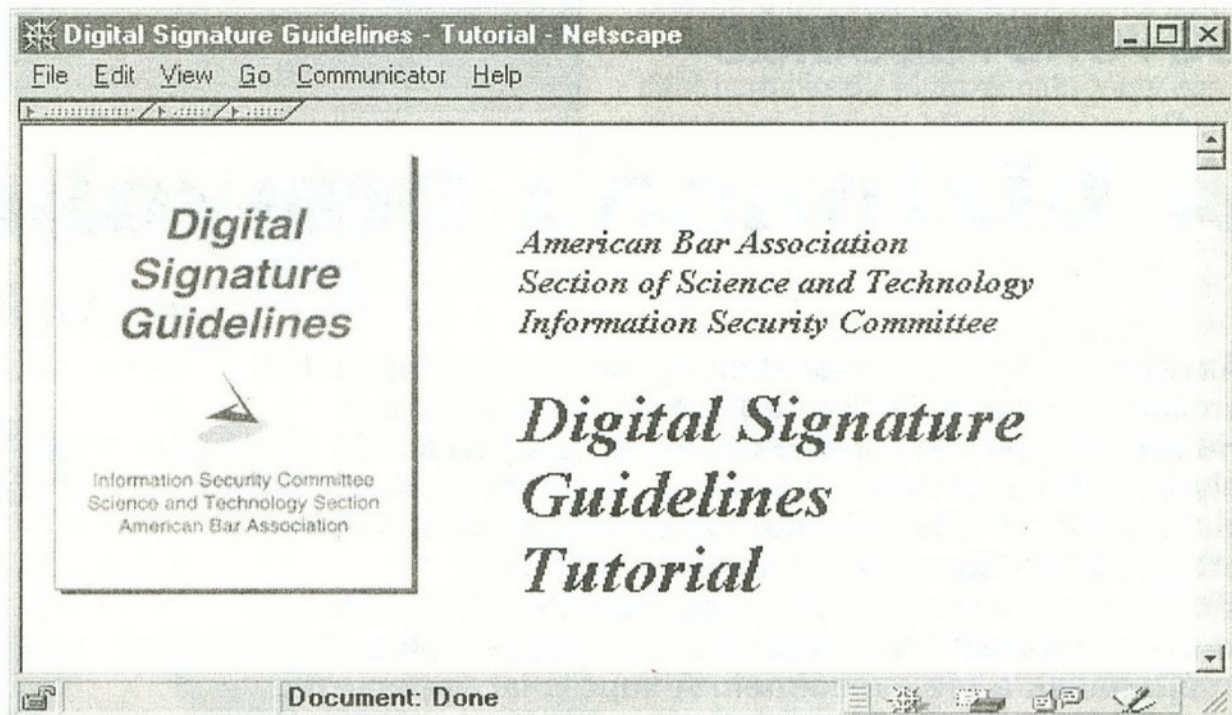 Digital Signature Guidelines - Tutorial - Netscape
File Edit View Go Communicator Help
Digital
Signature
Guidelines
Information Security Committee
Science and Technology Section
American Bar Association
American Bar Association
Section of Science and Technology
Information Security Committee
Digital Signature
Guidelines
Tutorial
Document: Done